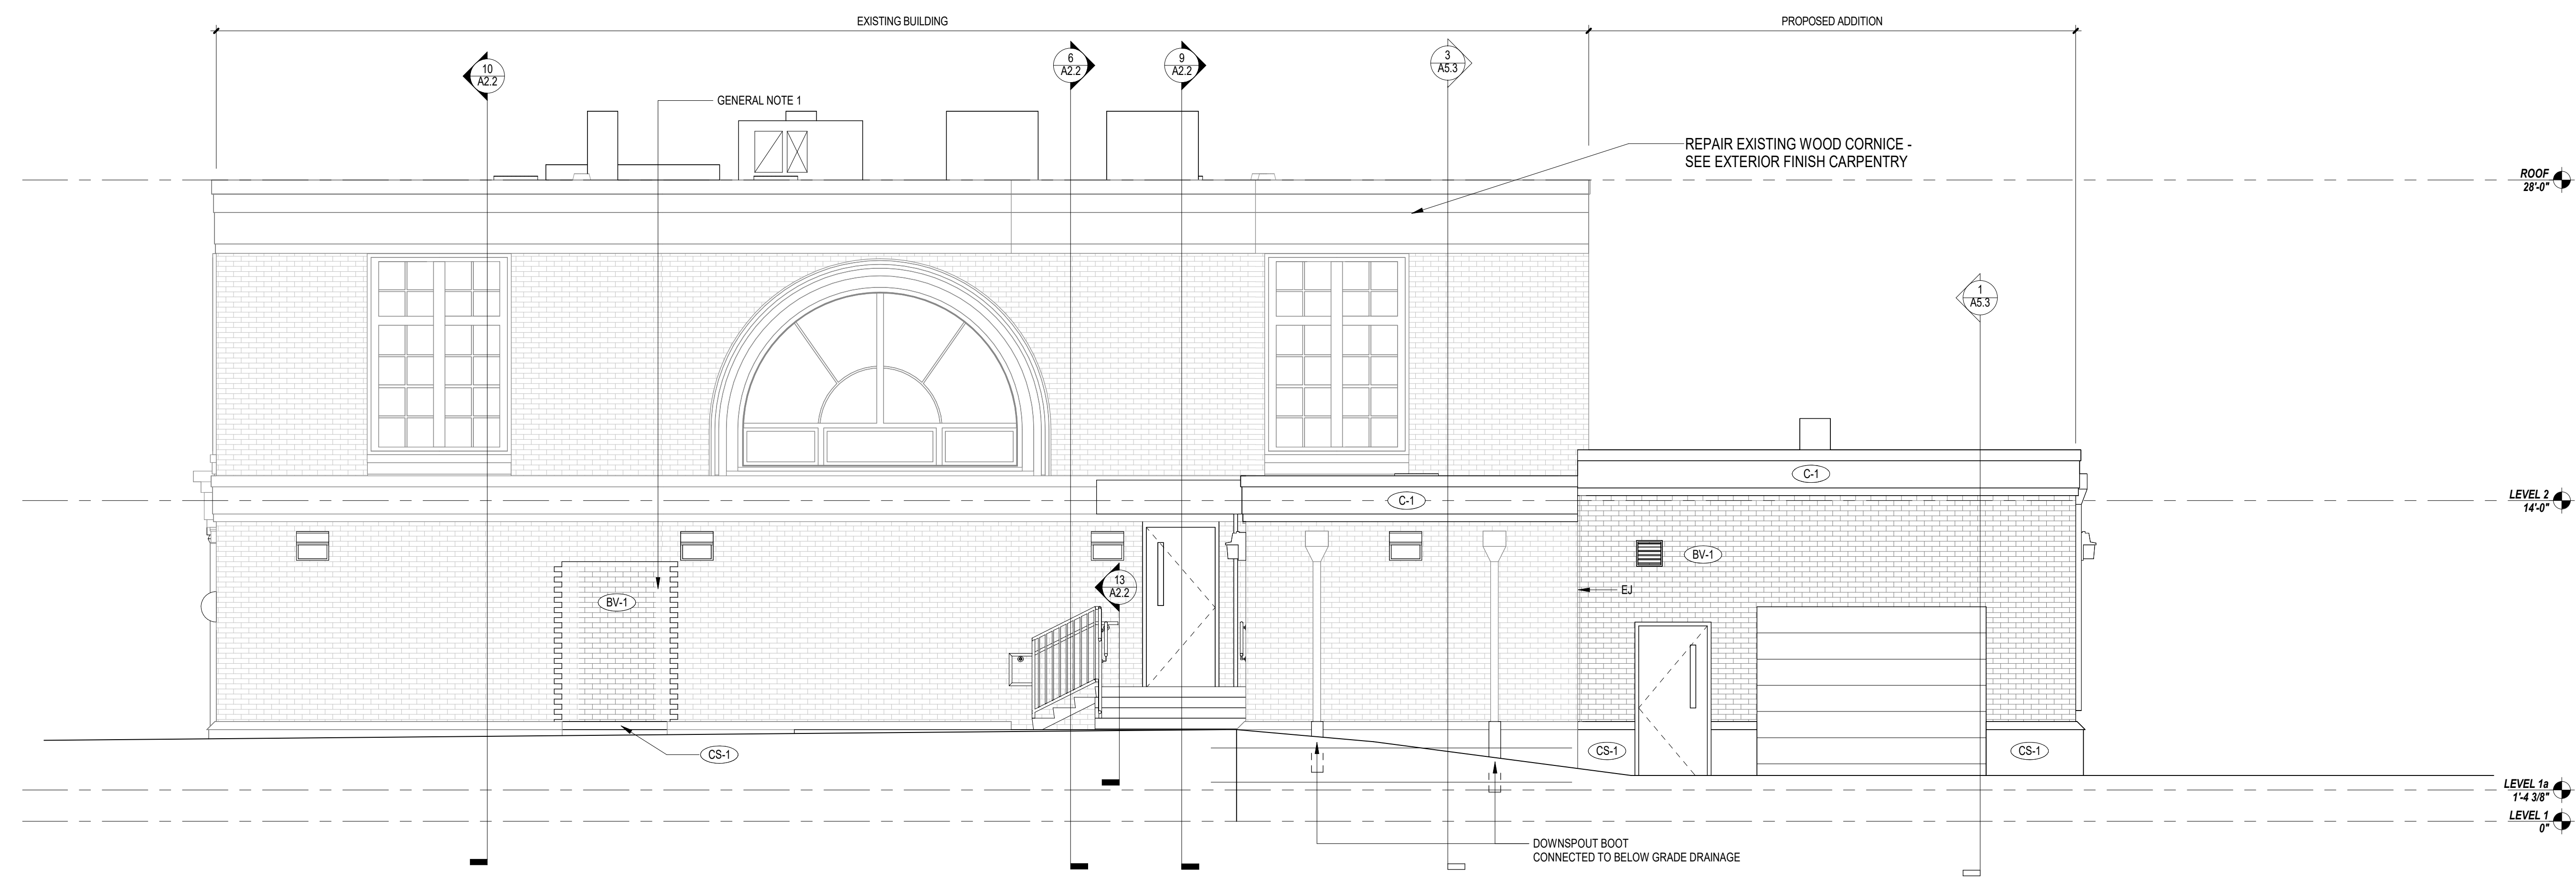 EXISTING BUILDING
PROPOSED ADDITION
10
A2.2
6
A2.2
9
A2.2
3
A5.3
GENERAL NOTE 1
REPAIR EXISTING WOOD CORNICE -
SEE EXTERIOR FINISH CARPENTRY
ROOF
28'-0"
1
A5.3
C-1
C-1
LEVEL 2
14'-0"
BV-1
13
A2.2
EJ
BV-1
CS-1
CS-1
CS-1
LEVEL 1a
1'-4 3/8"
LEVEL 1
0"
DOWNSPOUT BOOT
CONNECTED TO BELOW GRADE DRAINAGE